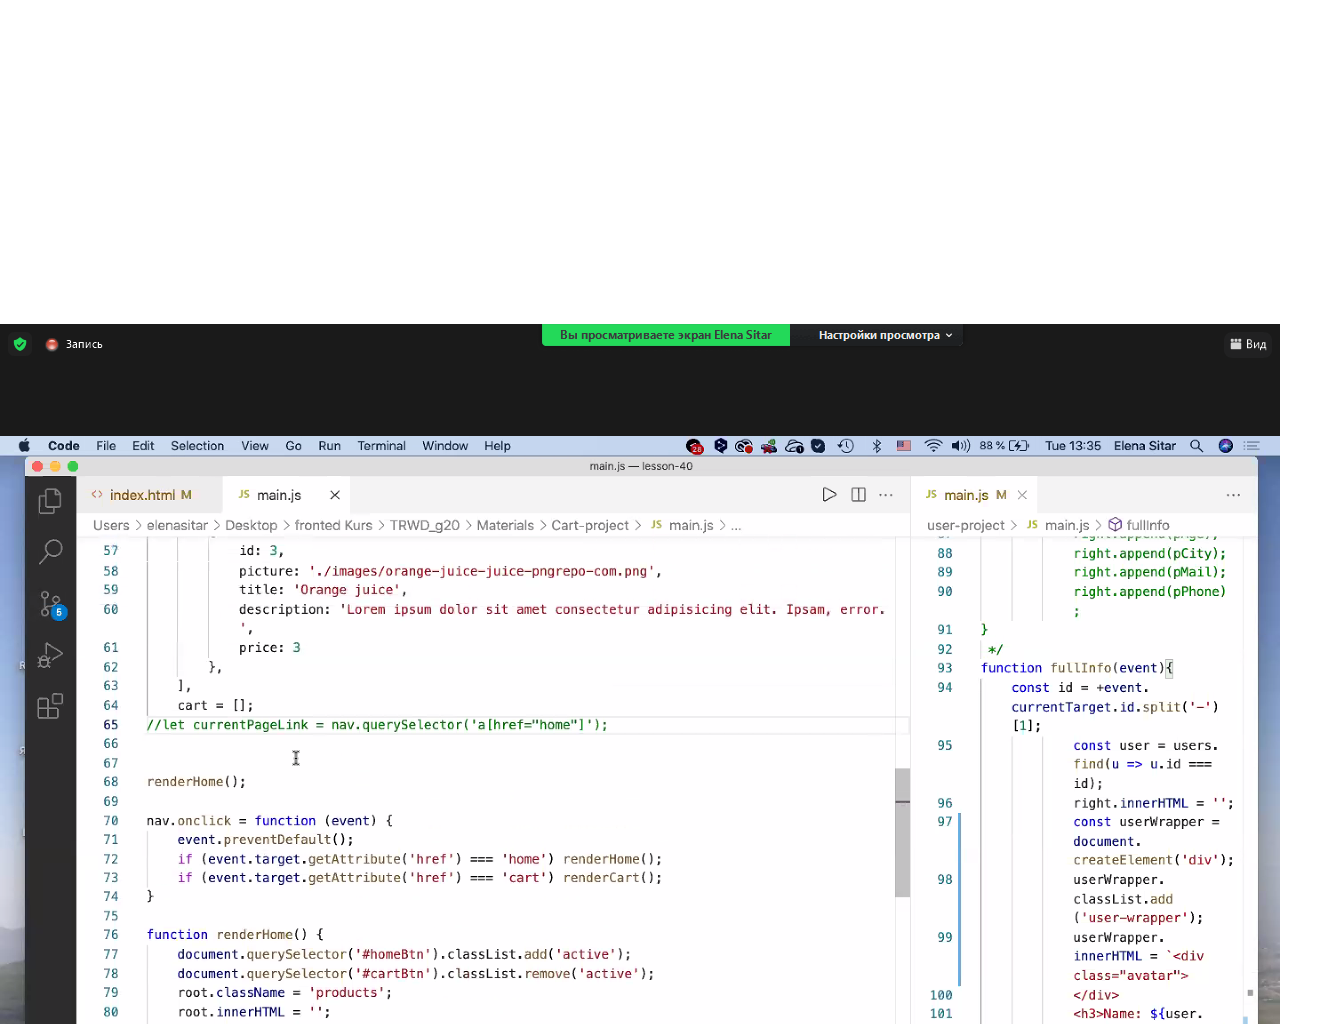 Запись
Вы просматриваете экран Elena Sitar
Настройки просмотра
Вид
Code File Edit Selection View Go Run Terminal Window Help
28
88 %
Tue 13:35 Elena Sitar
main.js — lesson-40
index.html M
JS main.js
Users > elenasitar > Desktop > fronted Kurs > TRWD_g20 > Materials > Cart-project > JS main.js > ...
57 id: 3,
58 picture: './images/orange-juice-juice-pngrepo-com.png',
59 title: 'Orange juice',
60 description: 'Lorem ipsum dolor sit amet consectetur adipisicing elit. Ipsam, error.
',
61 price: 3
62 },
63 ],
64 cart = [];
65 //let currentPageLink = nav.querySelector('a[href="home"]');
66
67
68 renderHome();
69
70 nav.onclick = function (event) {
71 event.preventDefault();
72 if (event.target.getAttribute('href') === 'home') renderHome();
73 if (event.target.getAttribute('href') === 'cart') renderCart();
74 }
75
76 function renderHome() {
77 document.querySelector('#homeBtn').classList.add('active');
78 document.querySelector('#cartBtn').classList.remove('active');
79 root.className = 'products';
80 root.innerHTML = '';
5
JS main.js M
user-project > JS main.js > fullInfo
88 right.append(pCity);
89 right.append(pMail);
90 right.append(pPhone)
;
91 }
92 */
93 function fullInfo(event){
94 const id = +event.
currentTarget.id.split('-')
[1];
95 const user = users.
find(u => u.id ===
id);
96 right.innerHTML = '';
97 const userWrapper =
document.
createElement('div');
98 userWrapper.
classList.add
('user-wrapper');
99 userWrapper.
innerHTML = `<div
class="avatar">
100 </div>
101 <h3>Name: ${user.